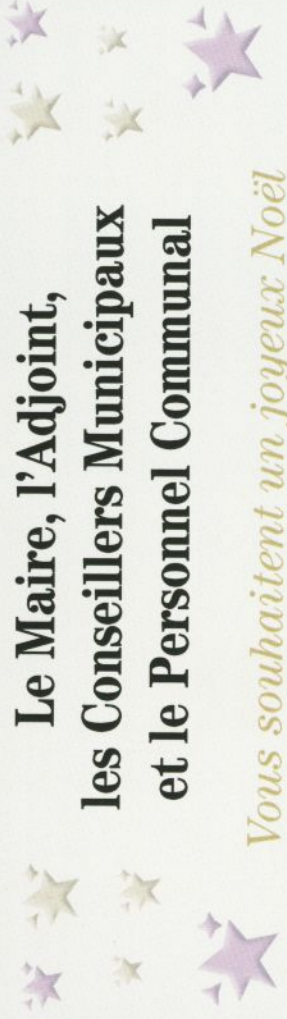 Le Maire, l'Adjoint,
les Conseillers Municipaux
et le Personnel Communal
Vous souhaitent un joyeux Noël